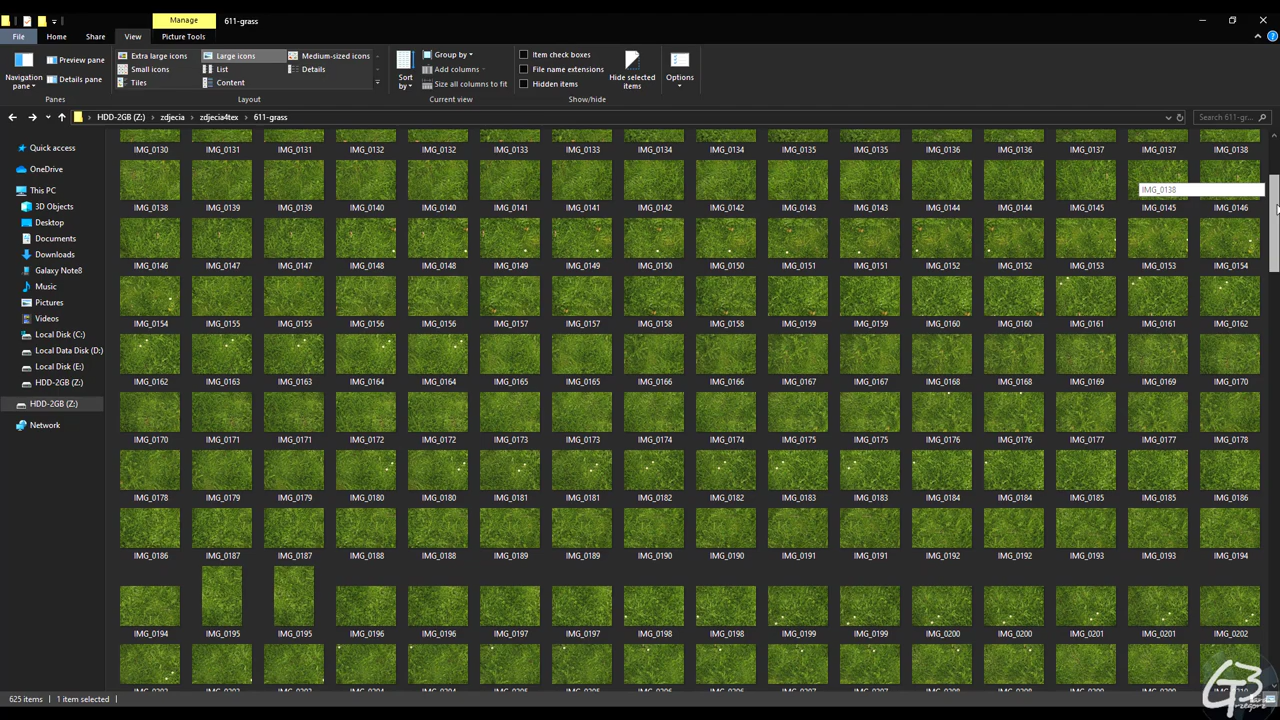 Manage 611-grass
File Home Share View Picture Tools
Navigation pane
Preview pane
Details pane
Panes
Extra large icons Large icons Medium-sized icons
Small icons List Details
Tiles Content
Layout
Sort by
Group by
Add columns
Size all columns to fit
Current view
Item check boxes
File name extensions
Hidden items
Hide selected items
Show/hide
Options
HDD-2GB (Z:) zdjecia zdjecia4tex 611-grass Search 611-gr...
Quick access
OneDrive
This PC
3D Objects
Desktop
Documents
Downloads
Galaxy Note8
Music
Pictures
Videos
Local Disk (C:)
Local Data Disk (D:)
Local Disk (E:)
HDD-2GB (Z:)
HDD-2GB (Z:)
Network
IMG_0130 IMG_0131 IMG_0131 IMG_0132 IMG_0132 IMG_0133 IMG_0133 IMG_0134 IMG_0134 IMG_0135 IMG_0135 IMG_0136 IMG_0136 IMG_0137 IMG_0137 IMG_0138
IMG_0138
IMG_0138 IMG_0139 IMG_0139 IMG_0140 IMG_0140 IMG_0141 IMG_0141 IMG_0142 IMG_0142 IMG_0143 IMG_0143 IMG_0144 IMG_0144 IMG_0145 IMG_0145 IMG_0146
IMG_0146 IMG_0147 IMG_0147 IMG_0148 IMG_0148 IMG_0149 IMG_0149 IMG_0150 IMG_0150 IMG_0151 IMG_0151 IMG_0152 IMG_0152 IMG_0153 IMG_0153 IMG_0154
IMG_0154 IMG_0155 IMG_0155 IMG_0156 IMG_0156 IMG_0157 IMG_0157 IMG_0158 IMG_0158 IMG_0159 IMG_0159 IMG_0160 IMG_0160 IMG_0161 IMG_0161 IMG_0162
IMG_0162 IMG_0163 IMG_0163 IMG_0164 IMG_0164 IMG_0165 IMG_0165 IMG_0166 IMG_0166 IMG_0167 IMG_0167 IMG_0168 IMG_0168 IMG_0169 IMG_0169 IMG_0170
IMG_0170 IMG_0171 IMG_0171 IMG_0172 IMG_0172 IMG_0173 IMG_0173 IMG_0174 IMG_0174 IMG_0175 IMG_0175 IMG_0176 IMG_0176 IMG_0177 IMG_0177 IMG_0178
IMG_0178 IMG_0179 IMG_0179 IMG_0180 IMG_0180 IMG_0181 IMG_0181 IMG_0182 IMG_0182 IMG_0183 IMG_0183 IMG_0184 IMG_0184 IMG_0185 IMG_0185 IMG_0186
IMG_0186 IMG_0187 IMG_0187 IMG_0188 IMG_0188 IMG_0189 IMG_0189 IMG_0190 IMG_0190 IMG_0191 IMG_0191 IMG_0192 IMG_0192 IMG_0193 IMG_0193 IMG_0194
IMG_0194 IMG_0195 IMG_0195 IMG_0196 IMG_0196 IMG_0197 IMG_0197 IMG_0198 IMG_0198 IMG_0199 IMG_0199 IMG_0200 IMG_0200 IMG_0201 IMG_0201 IMG_0202
625 items 1 item selected